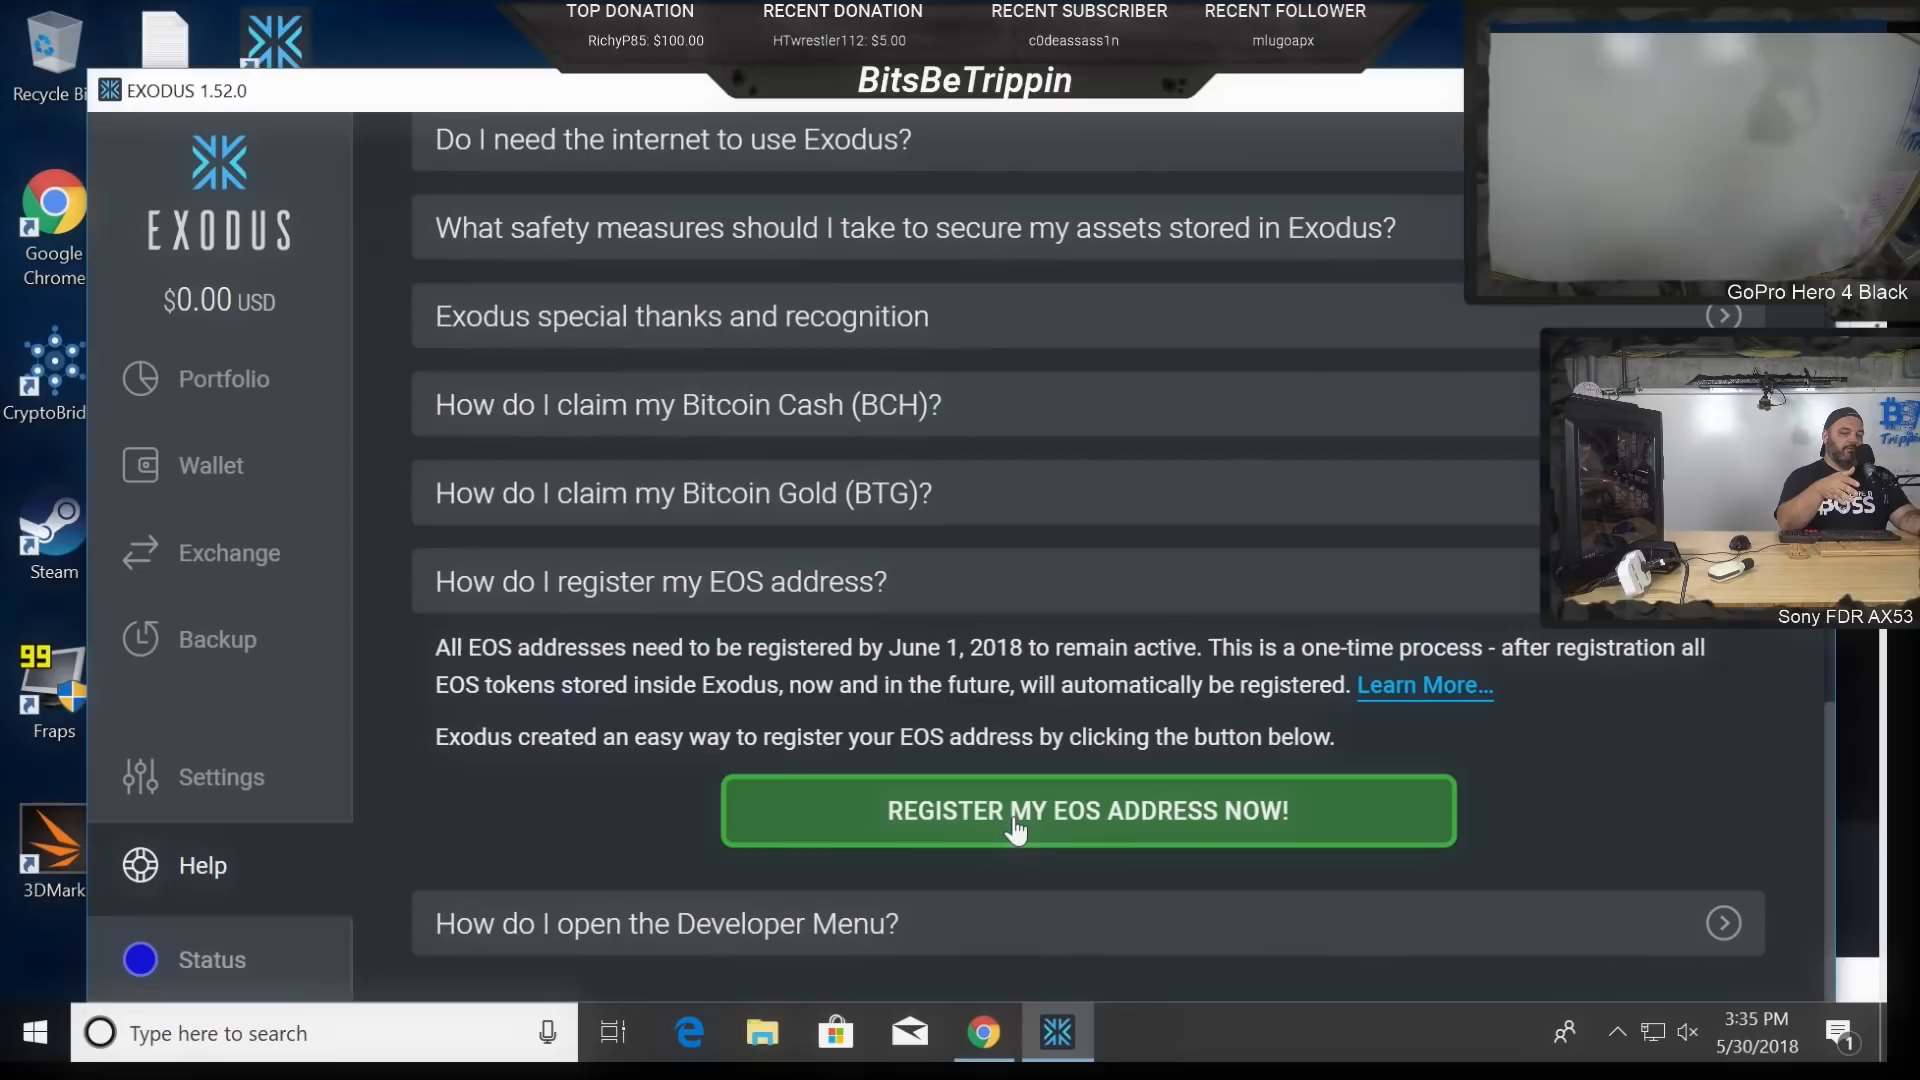 TOP DONATION
RichyP85: $100.00
RECENT DONATION
HTwrestler112: $5.00
RECENT SUBSCRIBER
c0deassass1n
RECENT FOLLOWER
mlugoapx
BitsBeTrippin
Recycle Bi
Google
Chrome
CryptoBrid
Steam
99
Fraps
3DMark
EXODUS 1.52.0
EXODUS
$0.00 USD
Portfolio
Wallet
Exchange
Backup
Settings
Help
Status
Do I need the internet to use Exodus?
What safety measures should I take to secure my assets stored in Exodus?
Exodus special thanks and recognition
How do I claim my Bitcoin Cash (BCH)?
How do I claim my Bitcoin Gold (BTG)?
How do I register my EOS address?
All EOS addresses need to be registered by June 1, 2018 to remain active. This is a one-time process - after registration all
EOS tokens stored inside Exodus, now and in the future, will automatically be registered. Learn More...
Exodus created an easy way to register your EOS address by clicking the button below.
REGISTER MY EOS ADDRESS NOW!
How do I open the Developer Menu?
GoPro Hero 4 Black
Trippin
BOSS
Sony FDR AX53
Type here to search
3:35 PM
5/30/2018
1